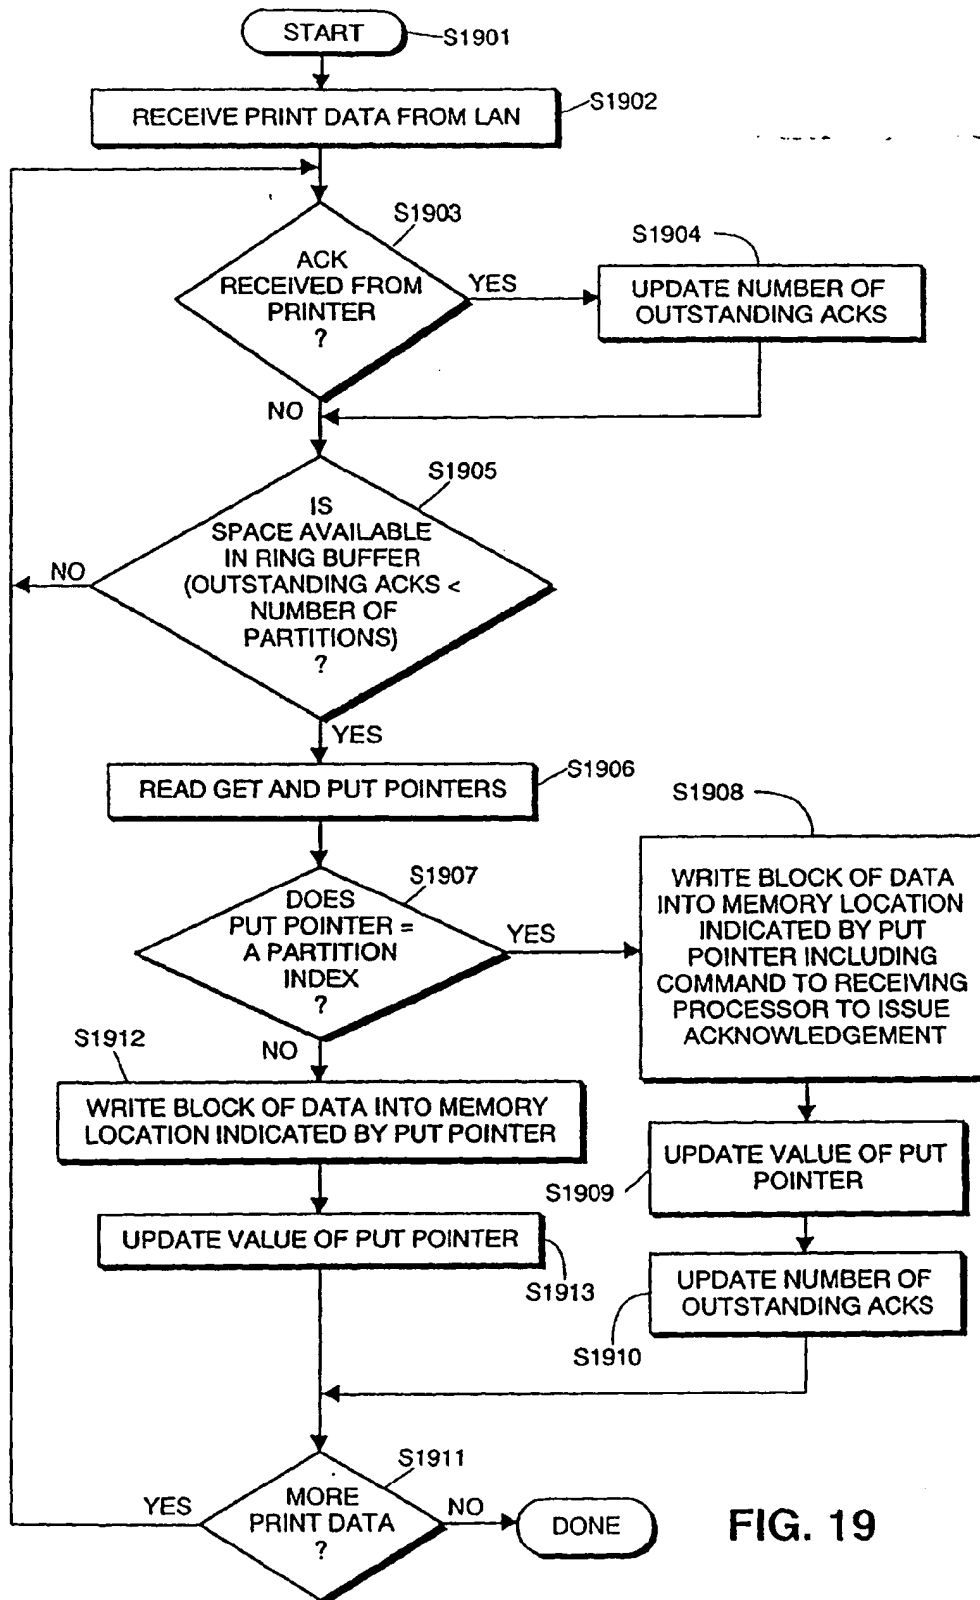 START
S1901
RECEIVE PRINT DATA FROM LAN
S1902
S1903
ACK
RECEIVED FROM
PRINTER
?
YES
NO
S1904
UPDATE NUMBER OF
OUTSTANDING ACKS
S1905
IS
SPACE AVAILABLE
IN RING BUFFER
(OUTSTANDING ACKS <
NUMBER OF
PARTITIONS)
?
NO
YES
READ GET AND PUT POINTERS
S1906
S1907
DOES
PUT POINTER =
A PARTITION
INDEX
?
YES
NO
S1908
WRITE BLOCK OF DATA
INTO MEMORY LOCATION
INDICATED BY PUT
POINTER INCLUDING
COMMAND TO RECEIVING
PROCESSOR TO ISSUE
ACKNOWLEDGEMENT
S1912
WRITE BLOCK OF DATA INTO MEMORY
LOCATION INDICATED BY PUT POINTER
UPDATE VALUE OF PUT
POINTER
S1909
UPDATE VALUE OF PUT POINTER
S1913
UPDATE NUMBER OF
OUTSTANDING ACKS
S1910
S1911
MORE
PRINT DATA
?
YES
NO
DONE
FIG. 19